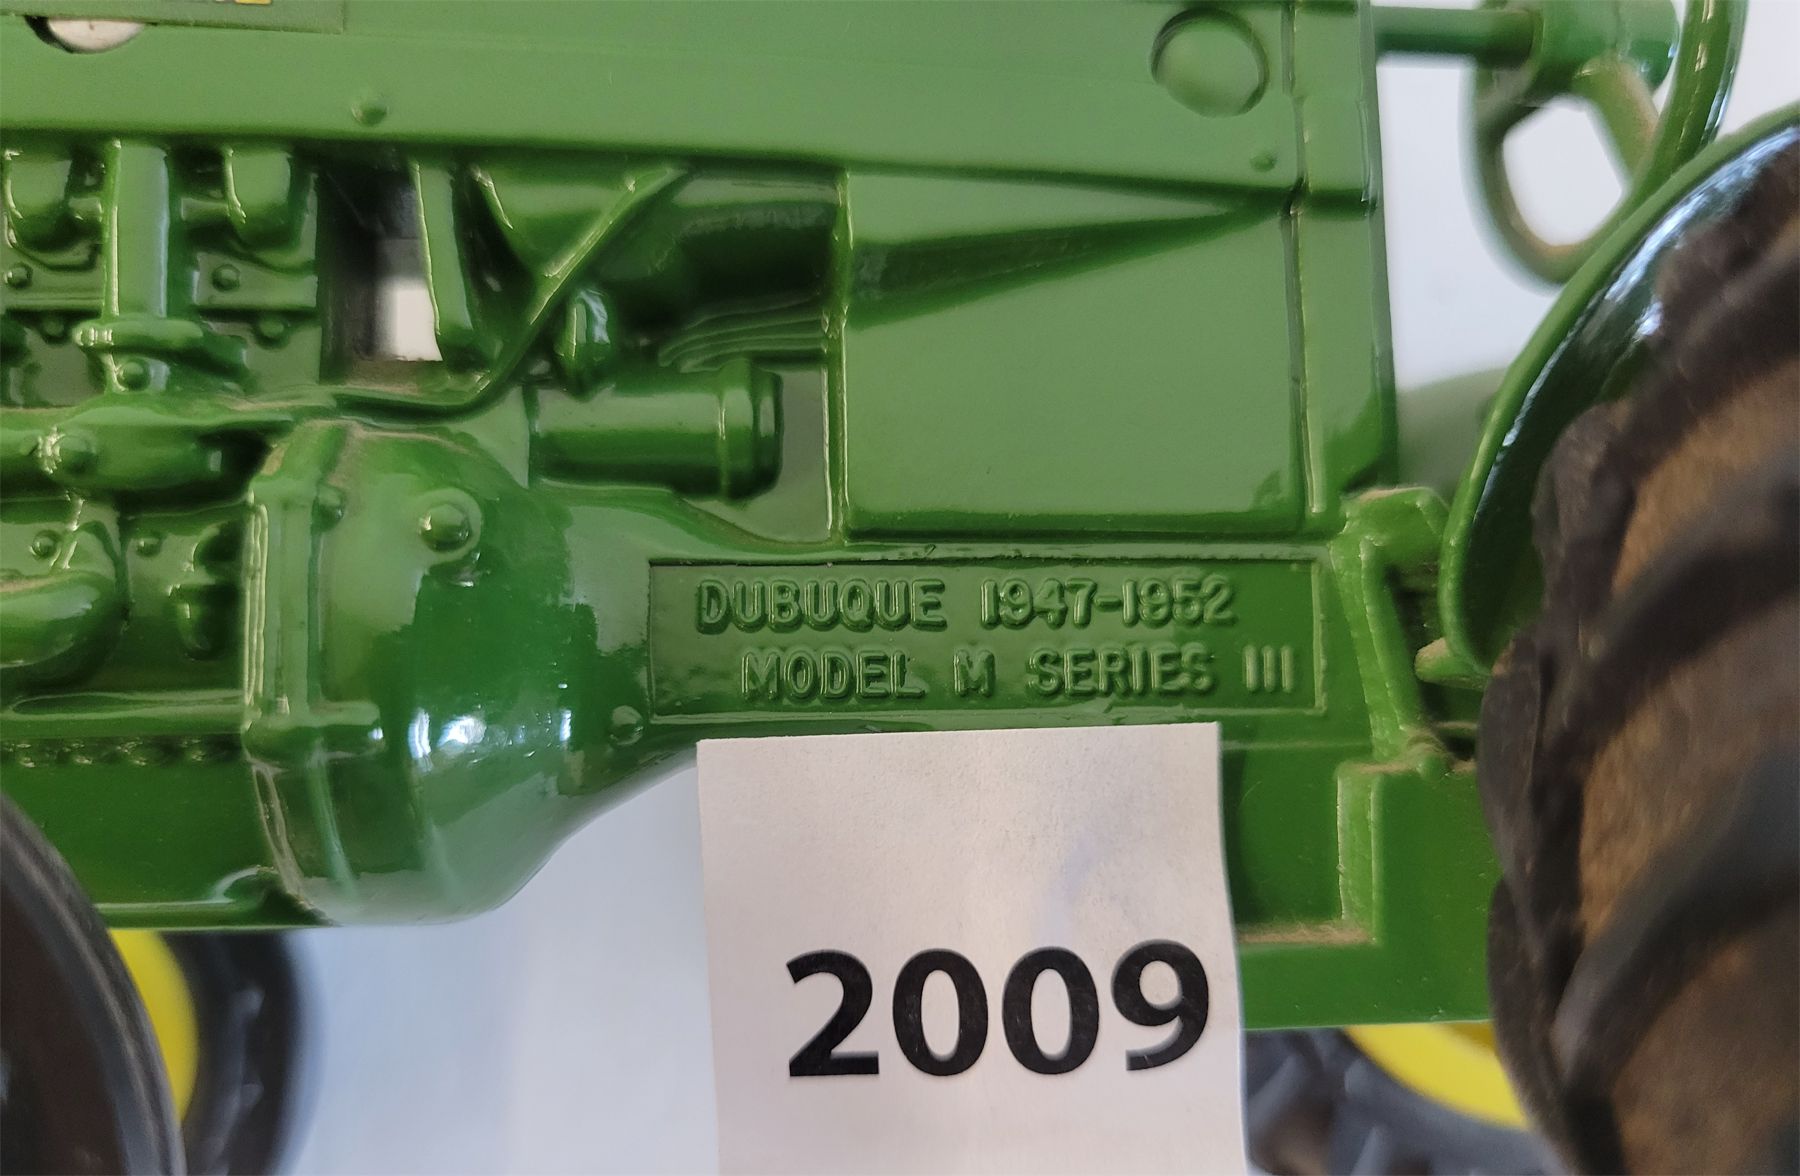 DUBUQUE 1947-1952
MODEL M SERIES III
2009